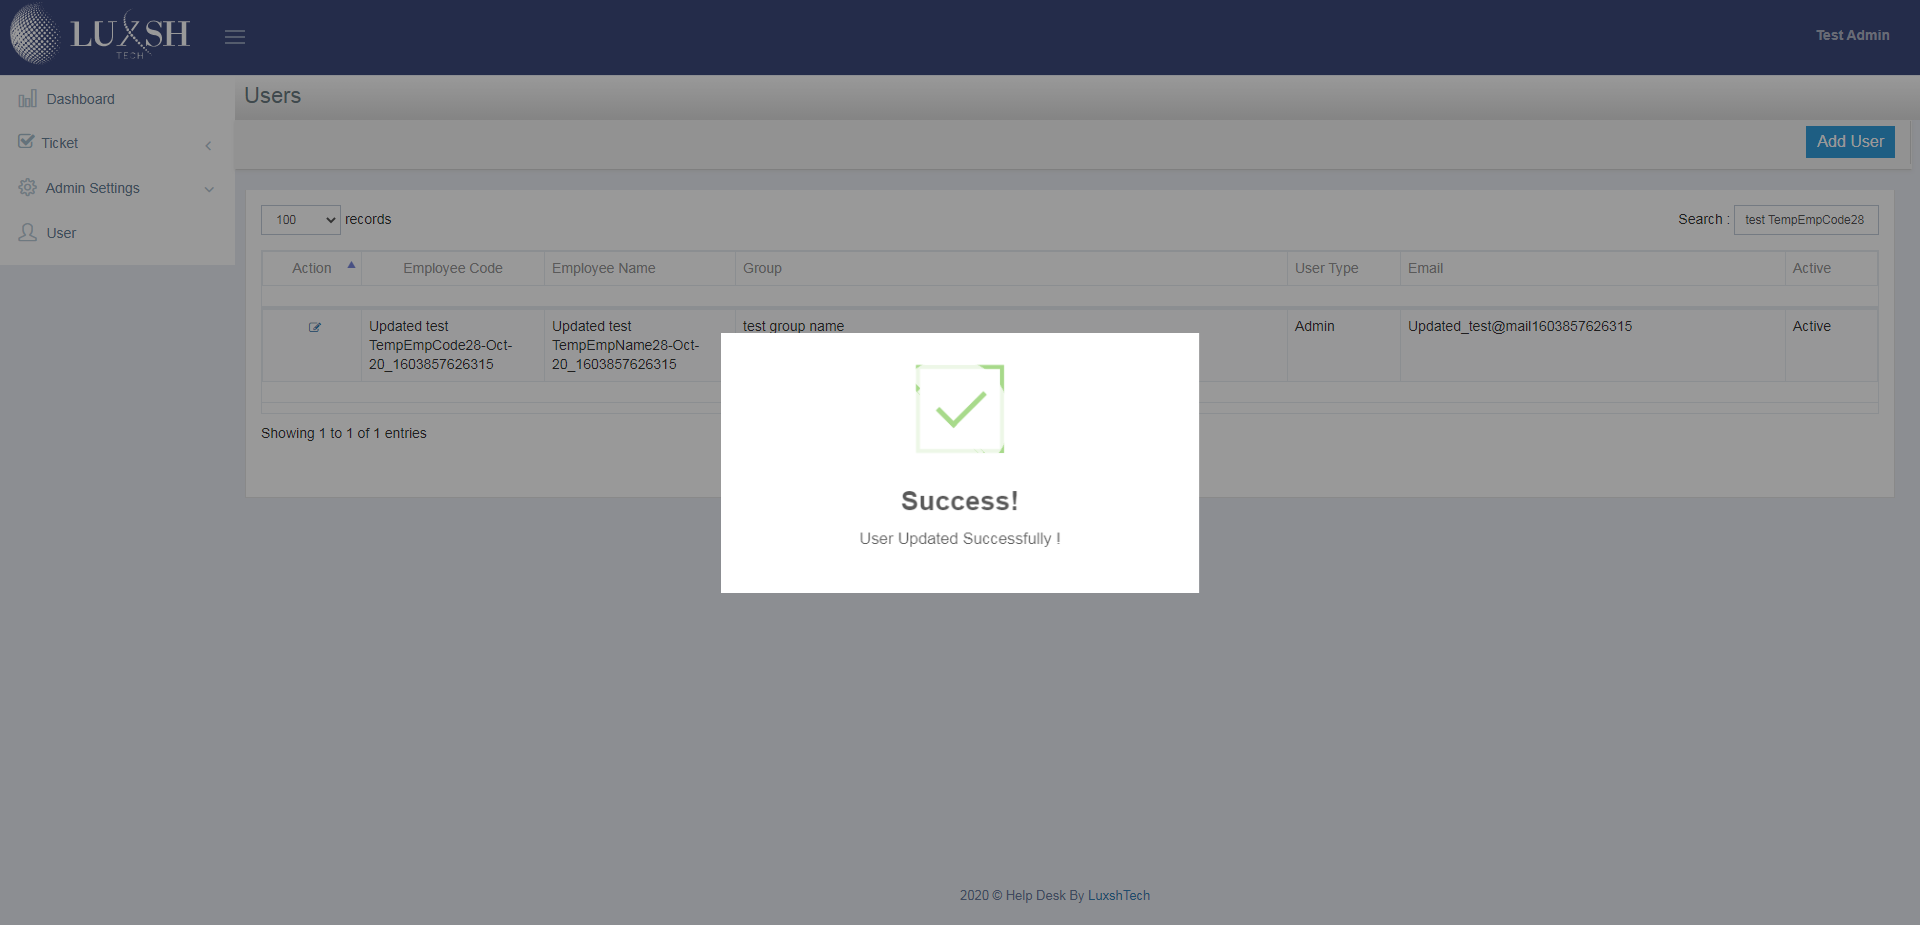 LUXSH
TECH
Test Admin
Dashboard
Ticket
Admin Settings
User
Users
Add User
100 records
Search : test TempEmpCode28
Action Employee Code Employee Name Group User Type Email Active
Updated test Updated test test group name Admin Updated_test@mail1603857626315 Active
TempEmpCode28-Oct- TempEmpName28-Oct-
20_1603857626315 20_1603857626315
Showing 1 to 1 of 1 entries
Success!
User Updated Successfully !
2020 © Help Desk By LuxshTech